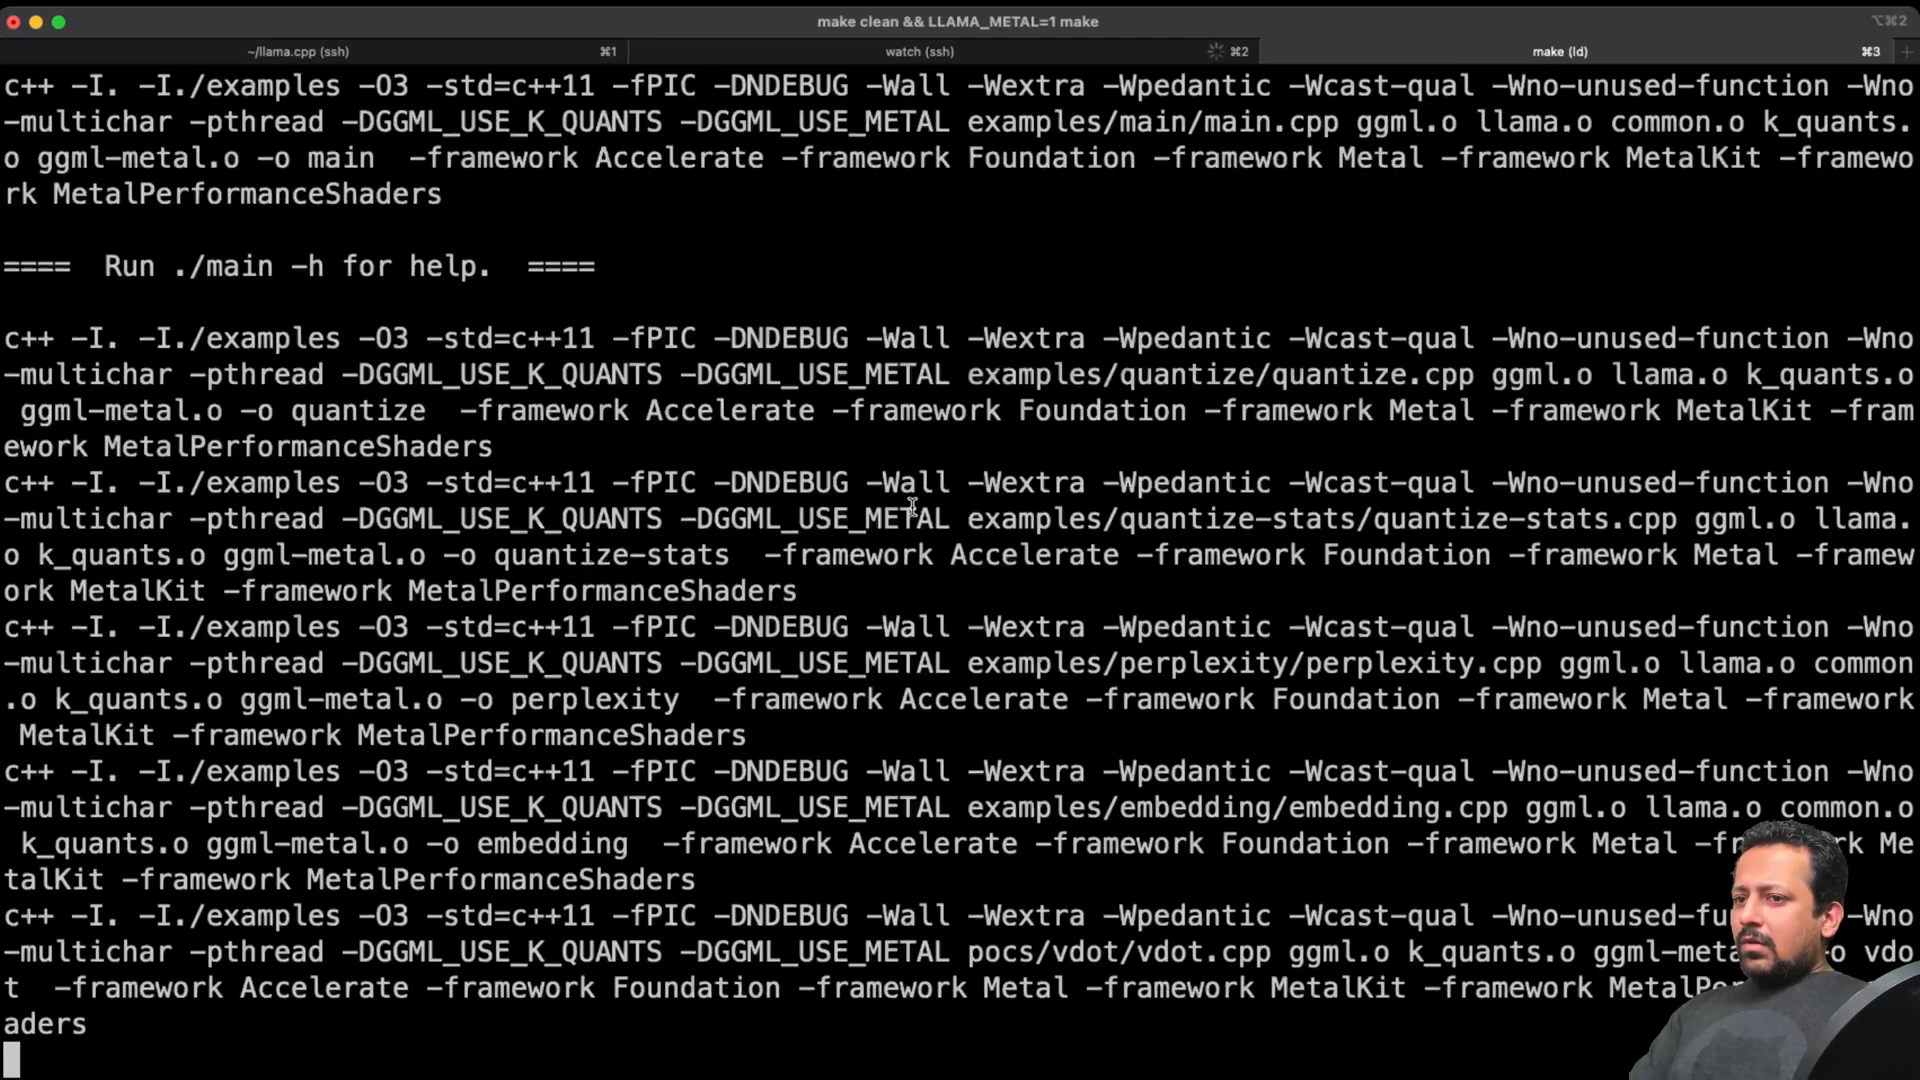 make clean && LLAMA_METAL=1 make
⌥⌘2
~/llama.cpp (ssh) ⌘1 watch (ssh) ⌘2 make (ld) ⌘3 +
c++ -I. -I./examples -O3 -std=c++11 -fPIC -DNDEBUG -Wall -Wextra -Wpedantic -Wcast-qual -Wno-unused-function -Wno
-multichar -pthread -DGGML_USE_K_QUANTS -DGGML_USE_METAL examples/main/main.cpp ggml.o llama.o common.o k_quants.
o ggml-metal.o -o main  -framework Accelerate -framework Foundation -framework Metal -framework MetalKit -framewo
rk MetalPerformanceShaders
====  Run ./main -h for help.  ====
c++ -I. -I./examples -O3 -std=c++11 -fPIC -DNDEBUG -Wall -Wextra -Wpedantic -Wcast-qual -Wno-unused-function -Wno
-multichar -pthread -DGGML_USE_K_QUANTS -DGGML_USE_METAL examples/quantize/quantize.cpp ggml.o llama.o k_quants.o
 ggml-metal.o -o quantize  -framework Accelerate -framework Foundation -framework Metal -framework MetalKit -fram
ework MetalPerformanceShaders
c++ -I. -I./examples -O3 -std=c++11 -fPIC -DNDEBUG -Wall -Wextra -Wpedantic -Wcast-qual -Wno-unused-function -Wno
-multichar -pthread -DGGML_USE_K_QUANTS -DGGML_USE_METAL examples/quantize-stats/quantize-stats.cpp ggml.o llama.
o k_quants.o ggml-metal.o -o quantize-stats  -framework Accelerate -framework Foundation -framework Metal -framew
ork MetalKit -framework MetalPerformanceShaders
c++ -I. -I./examples -O3 -std=c++11 -fPIC -DNDEBUG -Wall -Wextra -Wpedantic -Wcast-qual -Wno-unused-function -Wno
-multichar -pthread -DGGML_USE_K_QUANTS -DGGML_USE_METAL examples/perplexity/perplexity.cpp ggml.o llama.o common
.o k_quants.o ggml-metal.o -o perplexity  -framework Accelerate -framework Foundation -framework Metal -framework
 MetalKit -framework MetalPerformanceShaders
c++ -I. -I./examples -O3 -std=c++11 -fPIC -DNDEBUG -Wall -Wextra -Wpedantic -Wcast-qual -Wno-unused-function -Wno
-multichar -pthread -DGGML_USE_K_QUANTS -DGGML_USE_METAL examples/embedding/embedding.cpp ggml.o llama.o common.o
 k_quants.o ggml-metal.o -o embedding  -framework Accelerate -framework Foundation -framework Metal -fr rk Me
talKit -framework MetalPerformanceShaders
c++ -I. -I./examples -O3 -std=c++11 -fPIC -DNDEBUG -Wall -Wextra -Wpedantic -Wcast-qual -Wno-unused-fu -Wno
-multichar -pthread -DGGML_USE_K_QUANTS -DGGML_USE_METAL pocs/vdot/vdot.cpp ggml.o k_quants.o ggml-meta -o vdo
t  -framework Accelerate -framework Foundation -framework Metal -framework MetalKit -framework MetalPe
aders